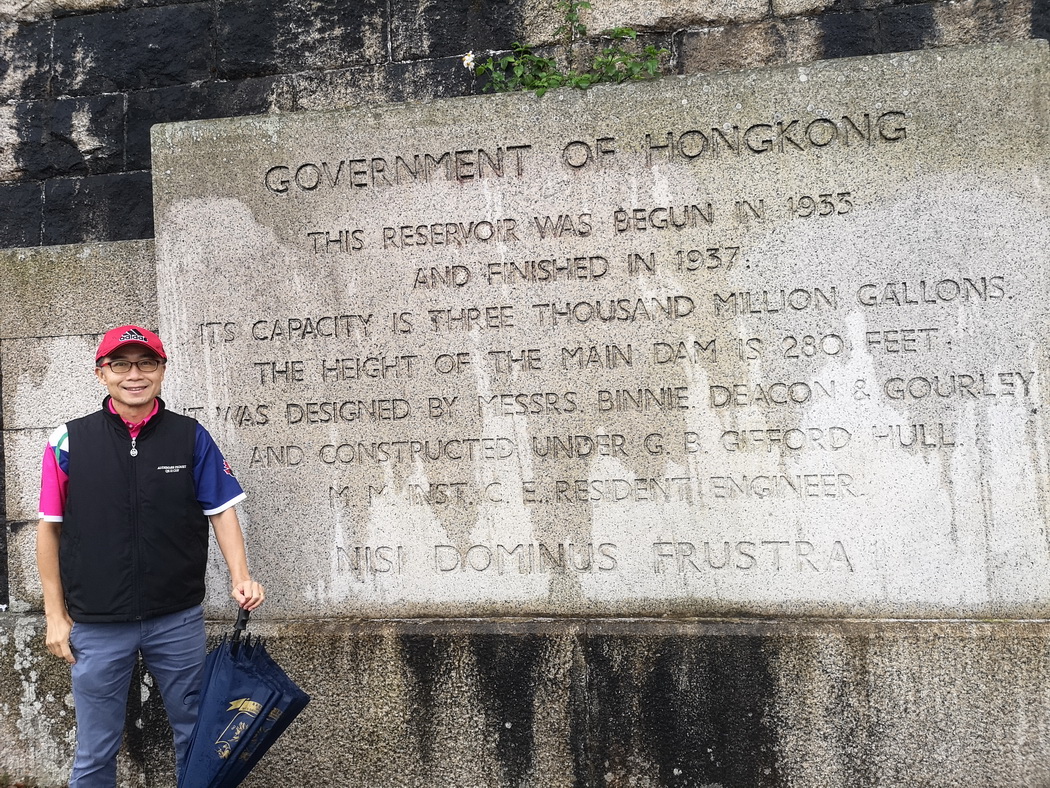 GOVERNMENT OF HONGKONG
THIS RESERVOIR WAS BEGUN IN 1933
AND FINISHED IN 1937.
ITS CAPACITY IS THREE THOUSAND MILLION GALLONS.
THE HEIGHT OF THE MAIN DAM IS 280 FEET.
IT WAS DESIGNED BY MESSRS BINNIE DEACON & GOURLEY
AND CONSTRUCTED UNDER G. B. GIFFORD HULL.
M. M. INST. C. E. RESIDENT ENGINEER.
NISI DOMINUS FRUSTRA
adidas